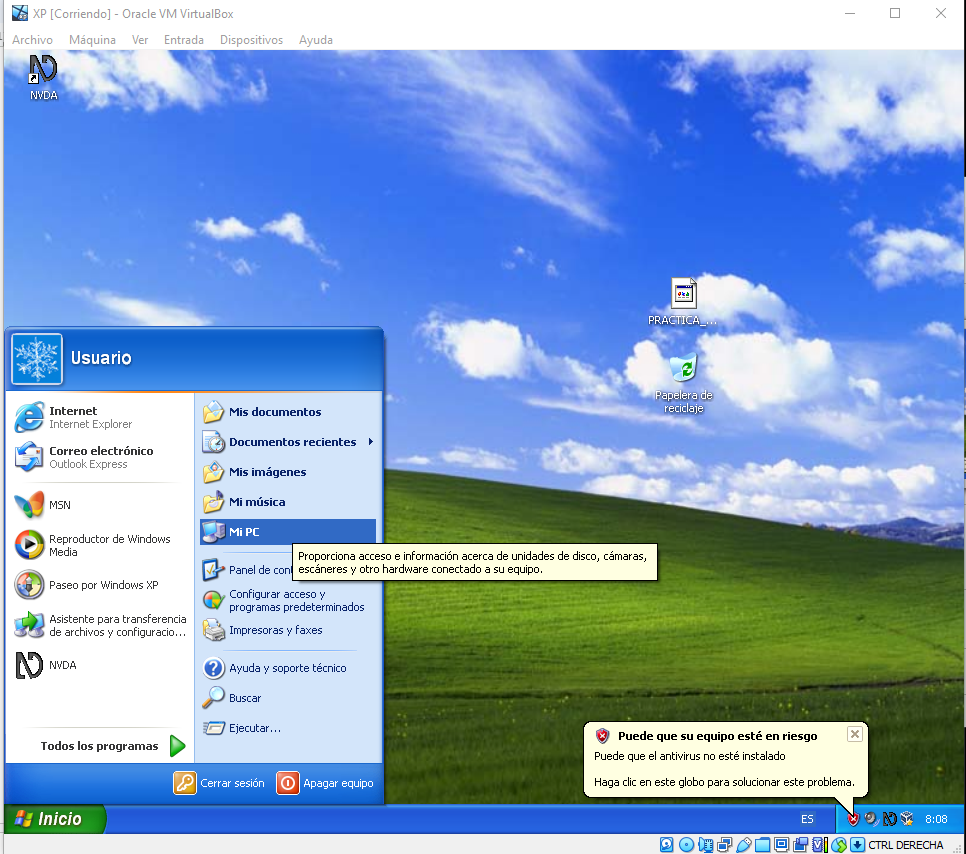 XP [Corriendo] - Oracle VM VirtualBox
Archivo Máquina Ver Entrada Dispositivos Ayuda
NVDA
PRACTICA_...
Papelera de
reciclaje
Usuario
Internet
Internet Explorer
Correo electrónico
Outlook Express
MSN
Reproductor de Windows
Media
Paseo por Windows XP
Asistente para transferencia
de archivos y configuracio...
NVDA
Todos los programas
Mis documentos
Documentos recientes
Mis imágenes
Mi música
Mi PC
Proporciona acceso e información acerca de unidades de disco, cámaras,
escáneres y otro hardware conectado a su equipo.
Panel de con
Configurar acceso y
programas predeterminados
Impresoras y faxes
Ayuda y soporte técnico
Buscar
Ejecutar...
Cerrar sesión
Apagar equipo
Puede que su equipo esté en riesgo
Puede que el antivirus no esté instalado
Haga clic en este globo para solucionar este problema.
Inicio
ES
8:08
CTRL DERECHA